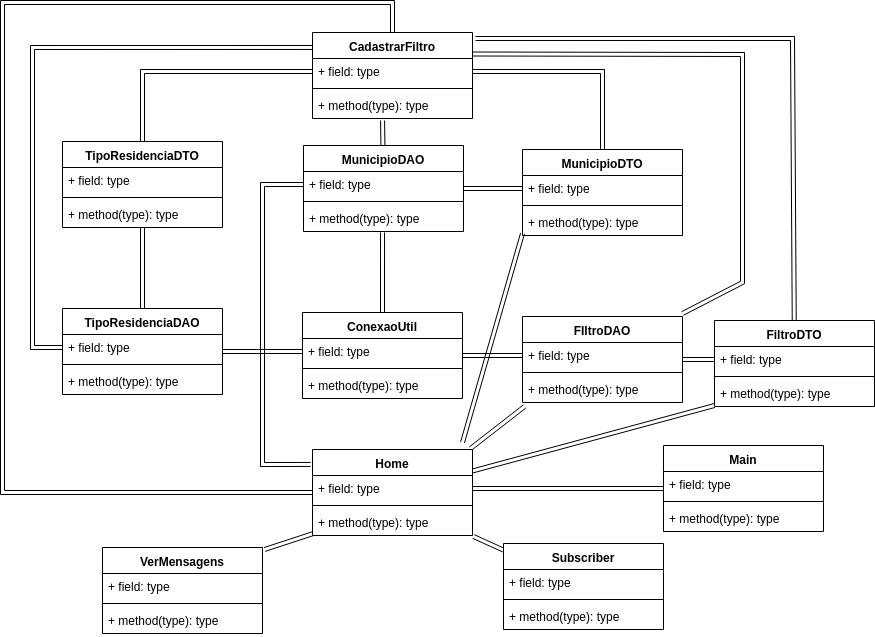 CadastrarFiltro
+ field: type
+ method(type): type
TipoResidenciaDTO
+ field: type
+ method(type): type
MunicipioDAO
+ field: type
+ method(type): type
MunicipioDTO
+ field: type
+ method(type): type
TipoResidenciaDAO
+ field: type
+ method(type): type
ConexaoUtil
+ field: type
+ method(type): type
FIltroDAO
+ field: type
+ method(type): type
FiltroDTO
+ field: type
+ method(type): type
Home
+ field: type
+ method(type): type
Main
+ field: type
+ method(type): type
VerMensagens
+ field: type
+ method(type): type
Subscriber
+ field: type
+ method(type): type